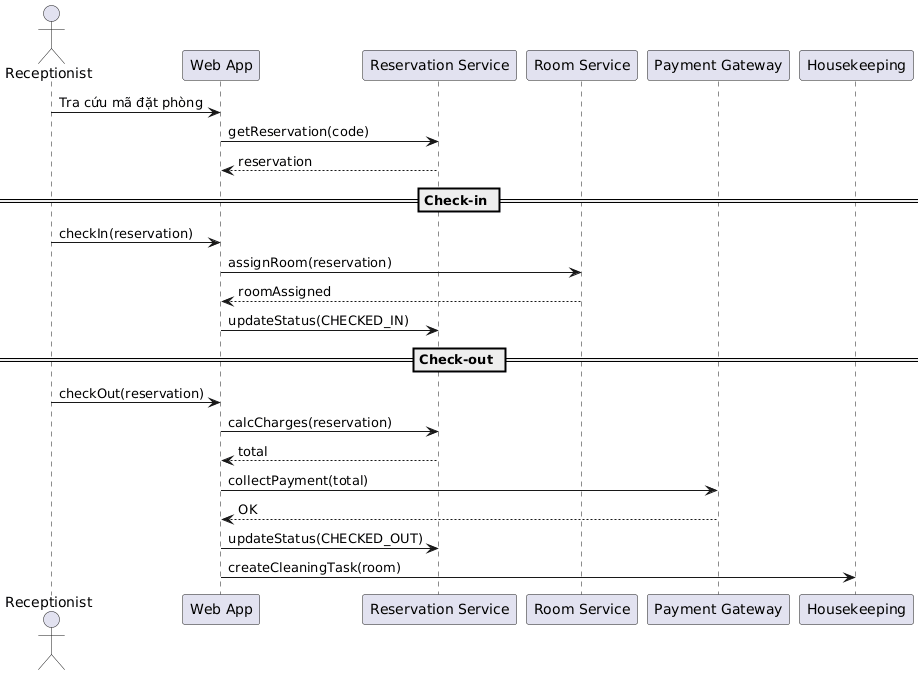 Receptionist
Web App
Reservation Service
Room Service
Payment Gateway
Housekeeping
Tra cứu mã đặt phòng
getReservation(code)
reservation
Check-in
checkIn(reservation)
assignRoom(reservation)
roomAssigned
updateStatus(CHECKED_IN)
Check-out
checkOut(reservation)
calcCharges(reservation)
total
collectPayment(total)
OK
updateStatus(CHECKED_OUT)
createCleaningTask(room)
Receptionist
Web App
Reservation Service
Room Service
Payment Gateway
Housekeeping